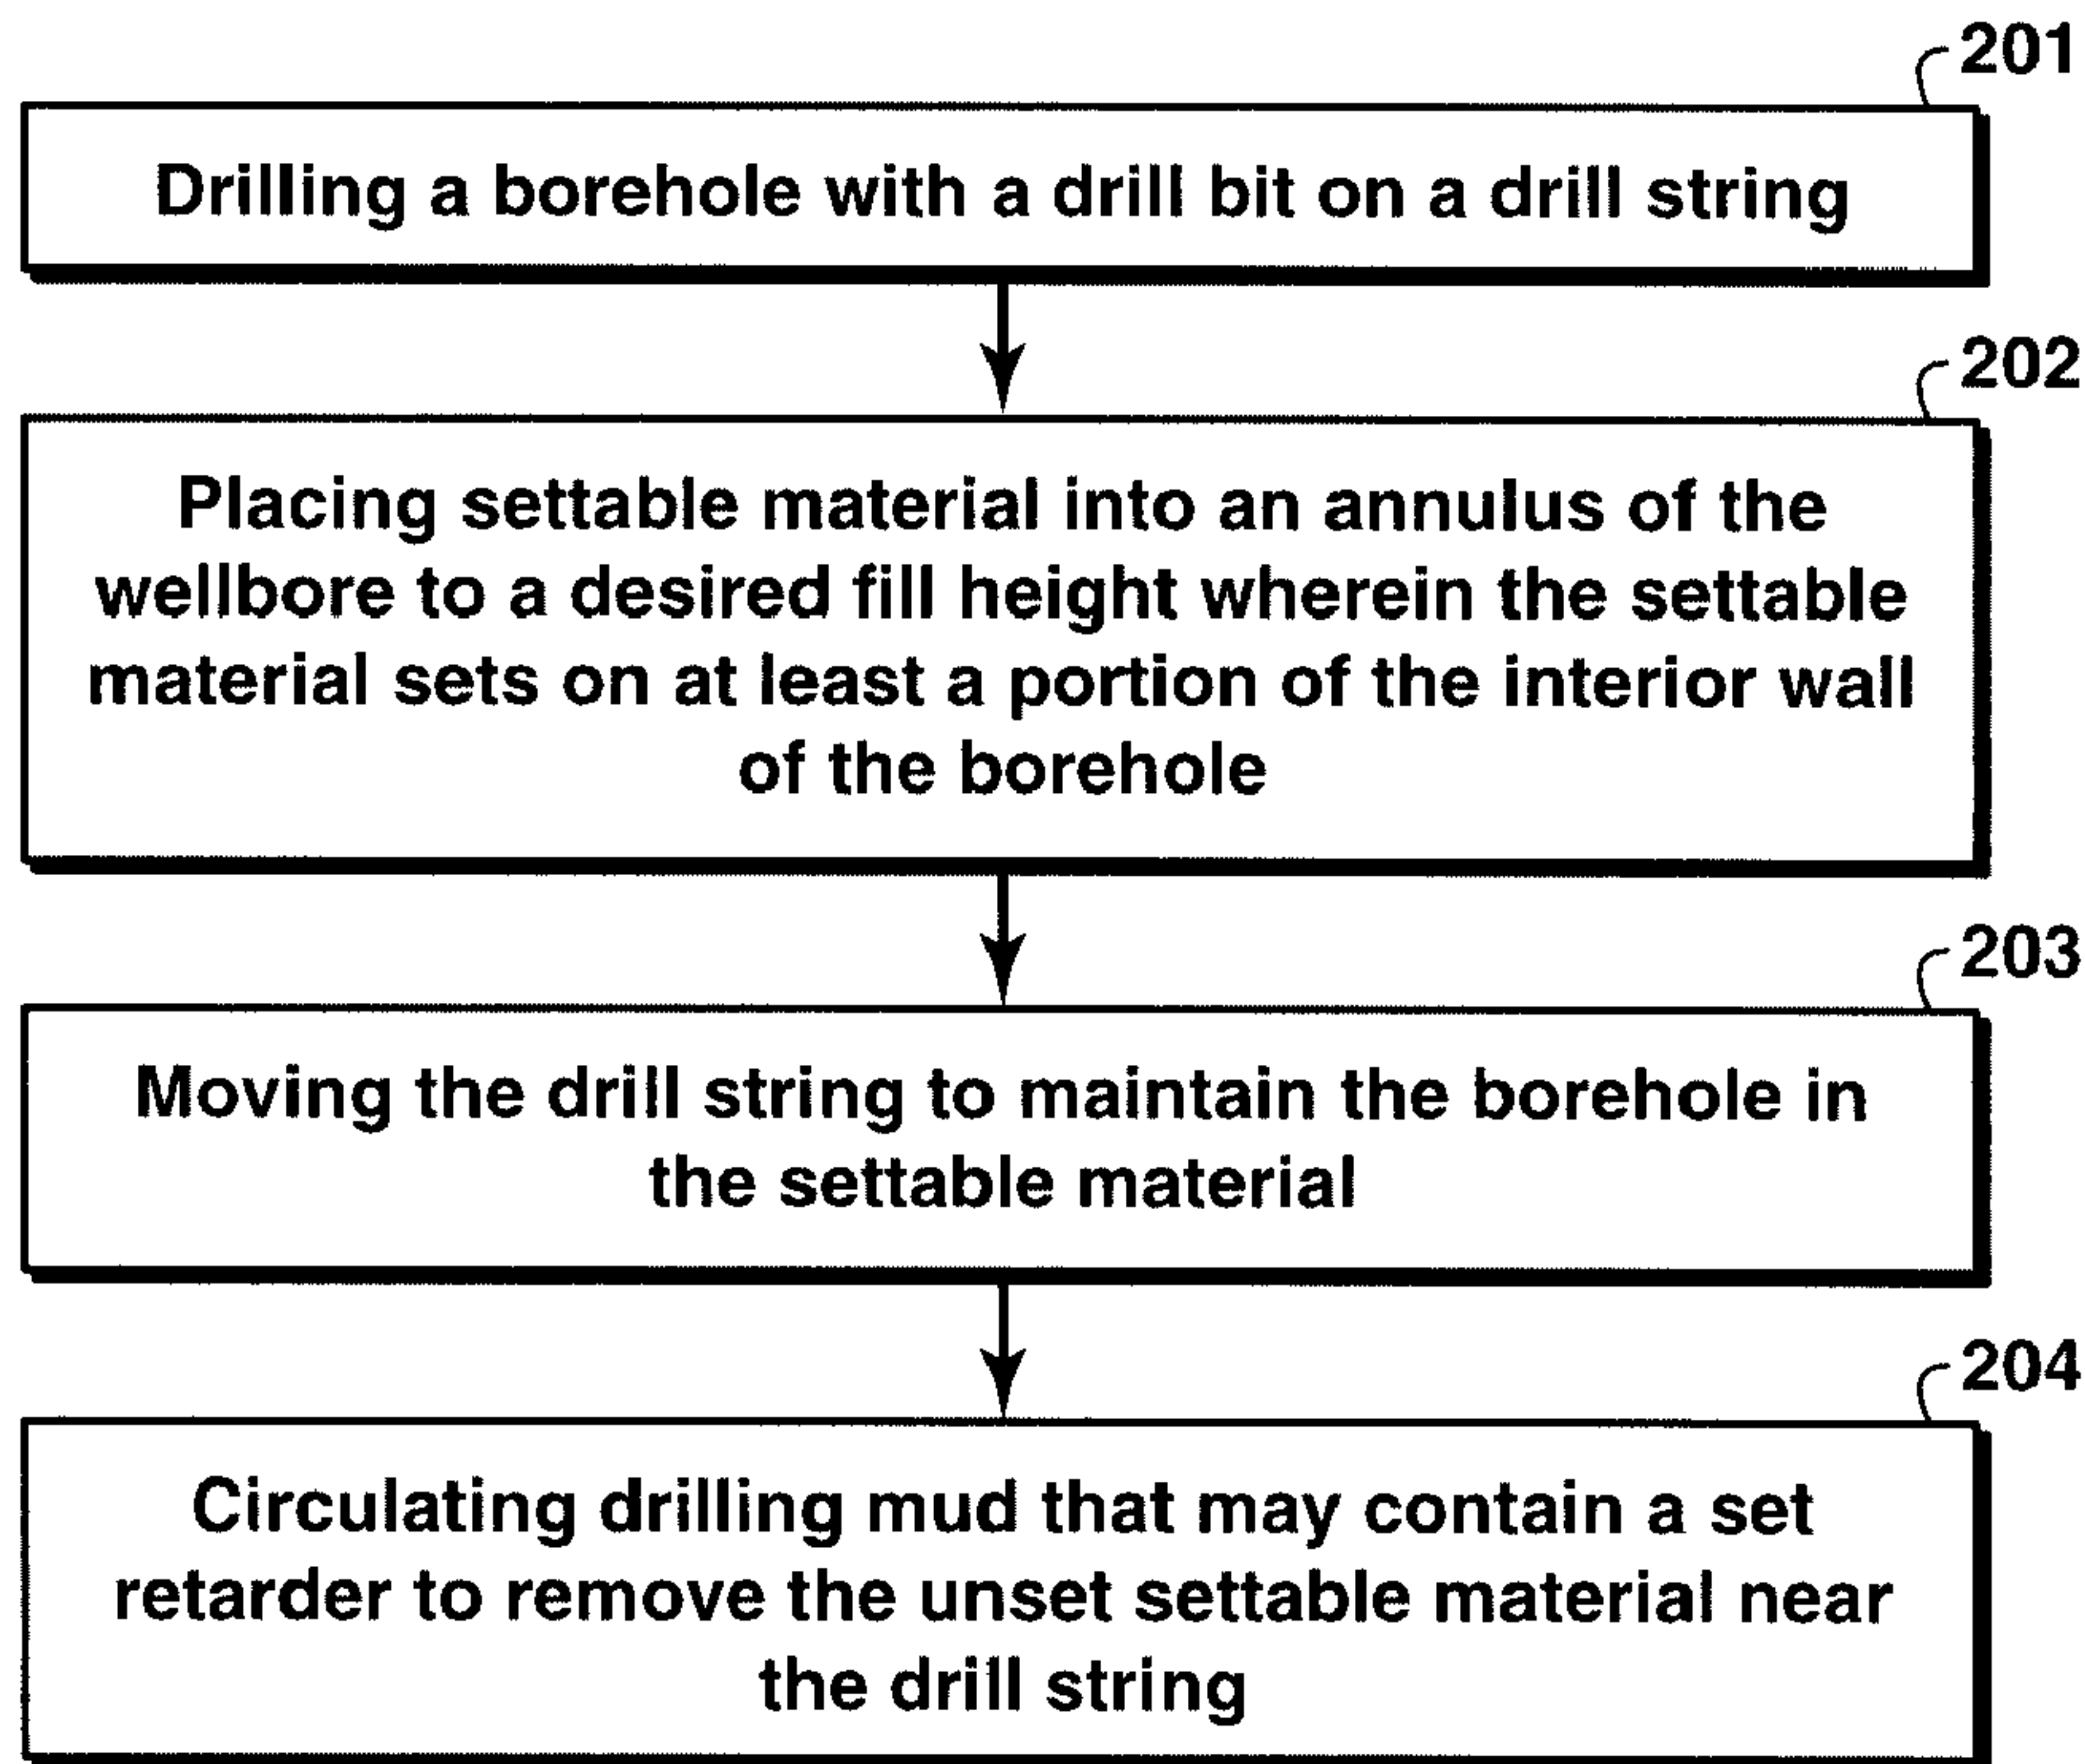 201
Drilling a borehole with a drill bit on a drill string
202
Placing settable material into an annulus of the
wellbore to a desired fill height wherein the settable
material sets on at least a portion of the interior wall
of the borehole
203
Moving the drill string to maintain the borehole in
the settable material
204
Circulating drilling mud that may contain a set
retarder to remove the unset settable material near
the drill string